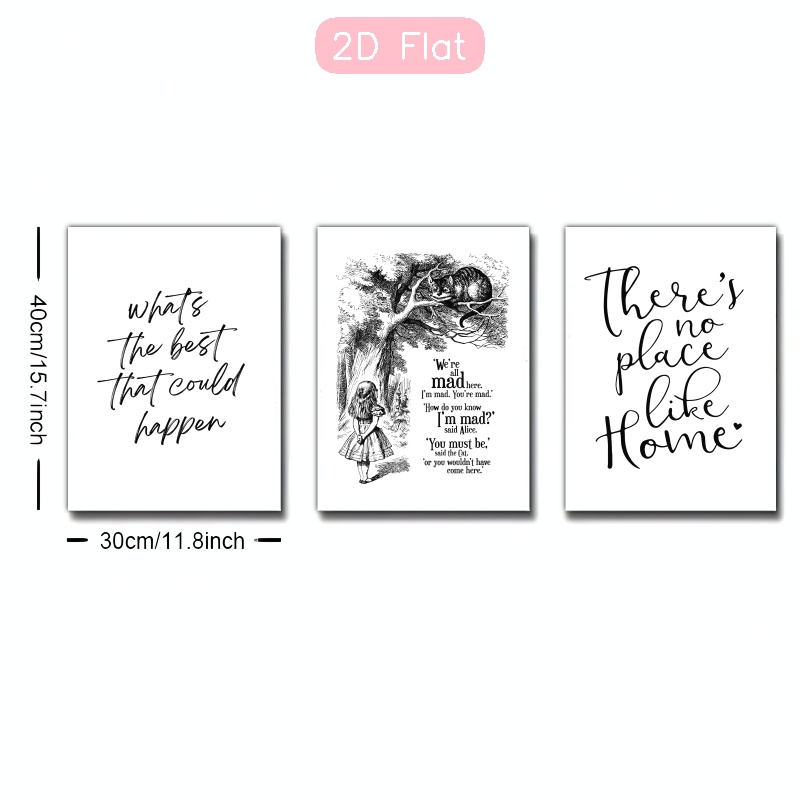 2D Flat
40cm/15.7inch
what's
the best
that could
happen
'We're
all
mad here.
I'm mad. You're mad.'
'How do you know
I'm mad?'
said Alice.
'You must be,'
said the Cat,
'or you wouldn't have
come here.'
There's
no
place
like
Home
30cm/11.8inch